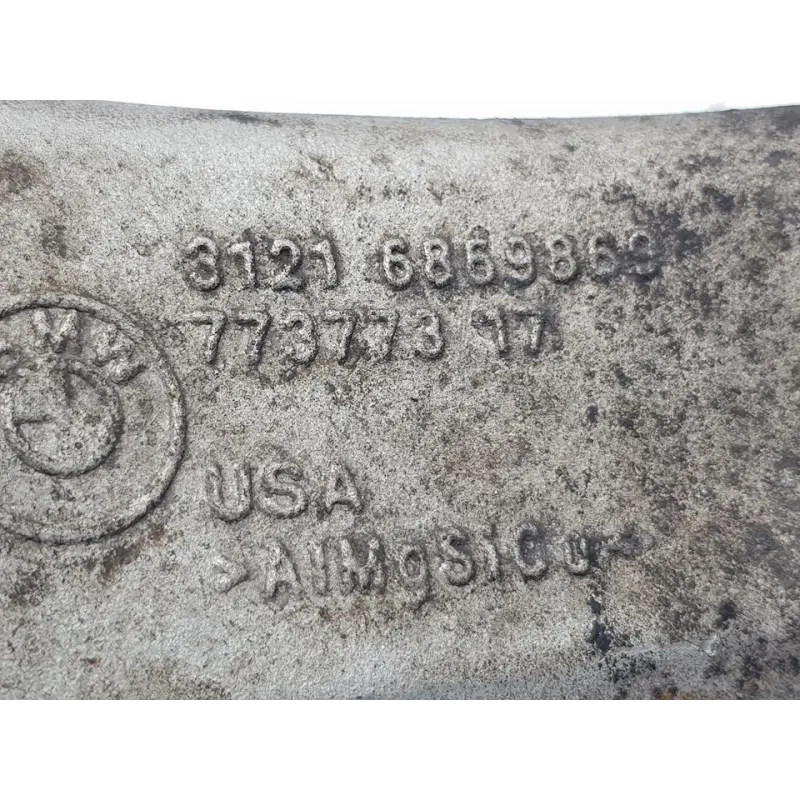 BMW
3121 6869869
773773 17
USA
>AlMgSiCu<